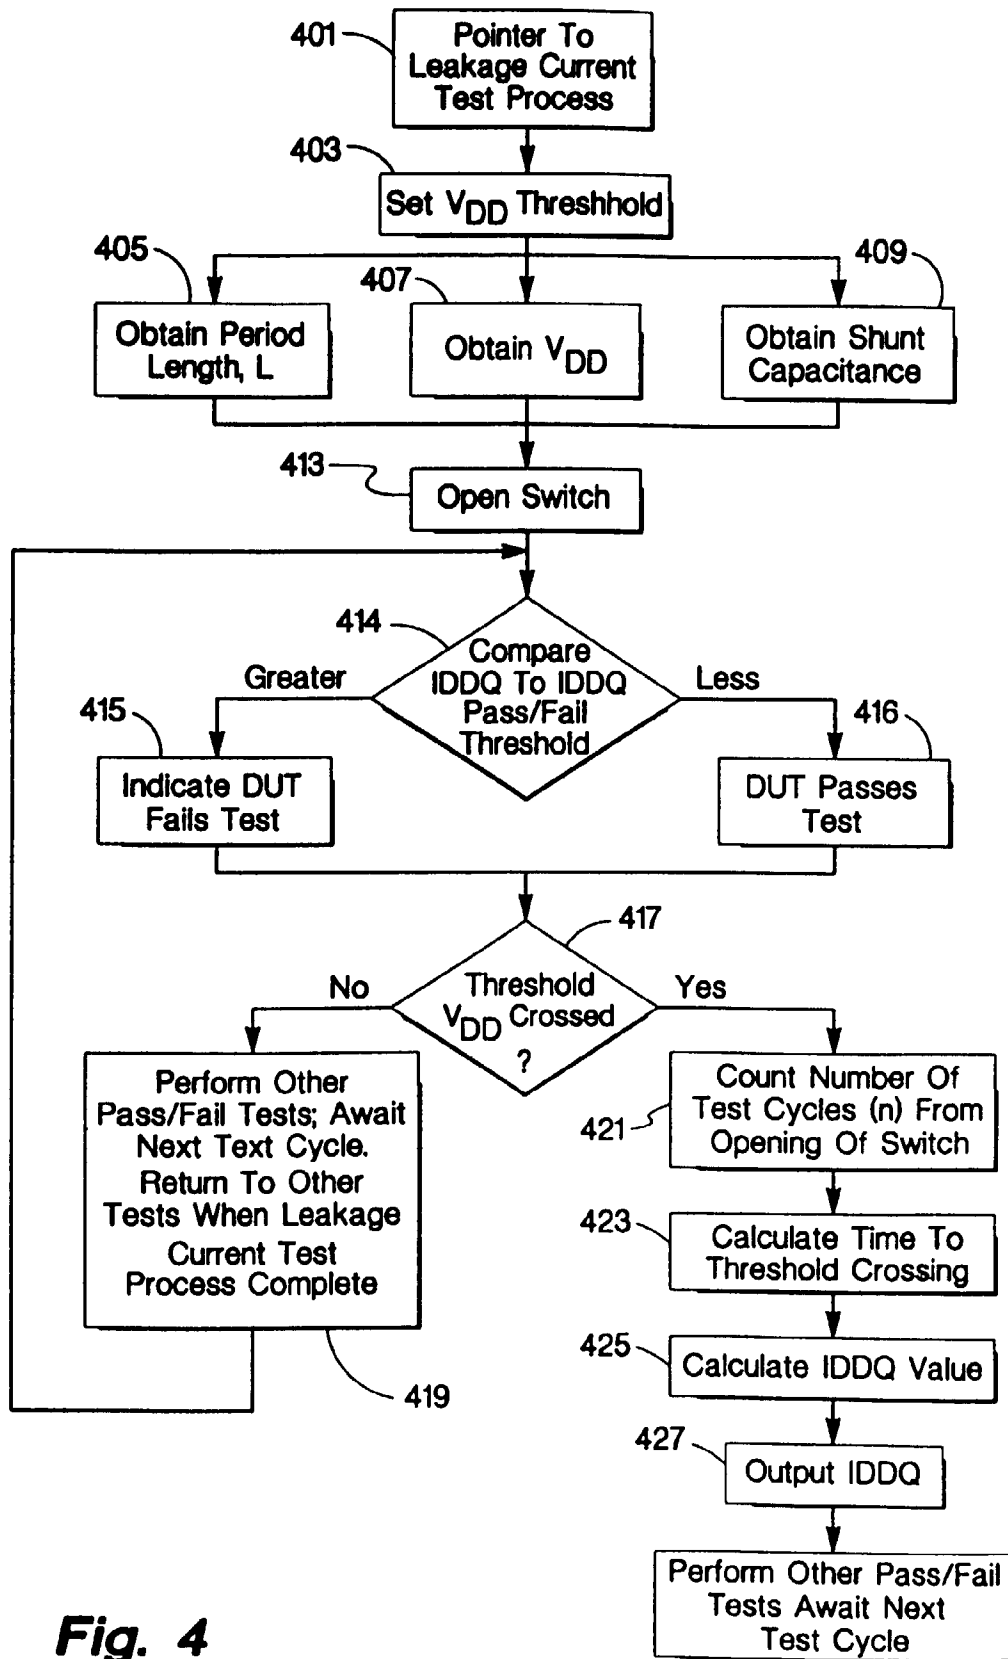 401
Pointer To
Leakage Current
Test Process
403
Set VDD Threshhold
405
Obtain Period
Length, L
407
Obtain VDD
409
Obtain Shunt
Capacitance
413
Open Switch
414
Compare
IDDQ To IDDQ
Pass/Fail
Threshold
Greater
Less
415
Indicate DUT
Fails Test
416
DUT Passes
Test
417
Threshold
VDD Crossed
?
No
Yes
Perform Other
Pass/Fail Tests; Await
Next Text Cycle.
Return To Other
Tests When Leakage
Current Test
Process Complete
419
421
Count Number Of
Test Cycles (n) From
Opening Of Switch
423
Calculate Time To
Threshold Crossing
425
Calculate IDDQ Value
427
Output IDDQ
Perform Other Pass/Fail
Tests Await Next
Test Cycle
Fig. 4